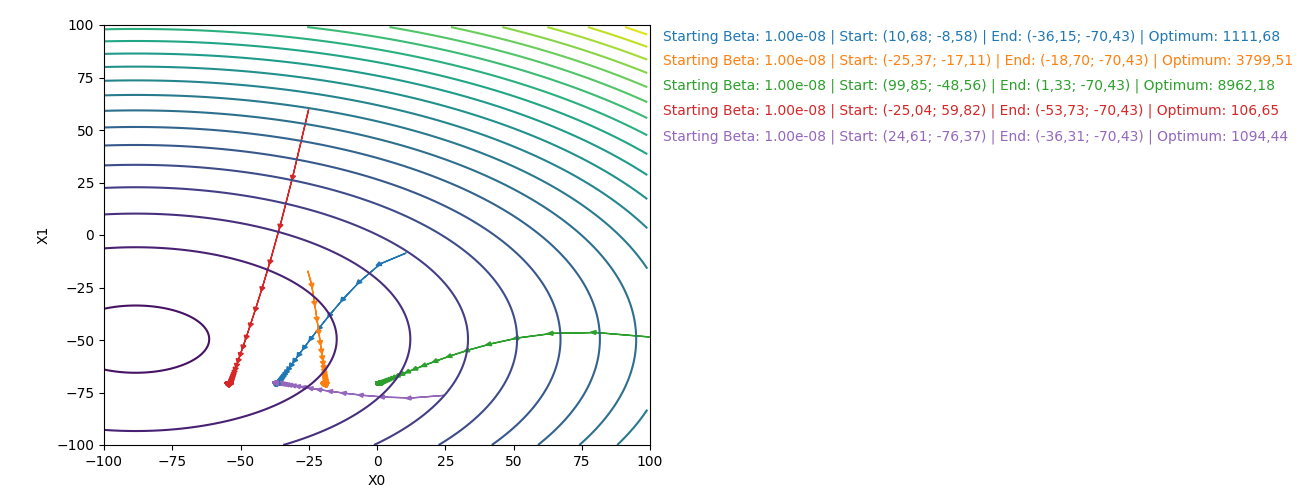 100
75
50
25
0
−25
−50
−75
−100
X1
−100
−75
−50
−25
0
25
50
75
100
X0
Starting Beta: 1.00e-08 | Start: (10,68; -8,58) | End: (-36,15; -70,43) | Optimum: 1111,68
Starting Beta: 1.00e-08 | Start: (-25,37; -17,11) | End: (-18,70; -70,43) | Optimum: 3799,51
Starting Beta: 1.00e-08 | Start: (99,85; -48,56) | End: (1,33; -70,43) | Optimum: 8962,18
Starting Beta: 1.00e-08 | Start: (-25,04; 59,82) | End: (-53,73; -70,43) | Optimum: 106,65
Starting Beta: 1.00e-08 | Start: (24,61; -76,37) | End: (-36,31; -70,43) | Optimum: 1094,44